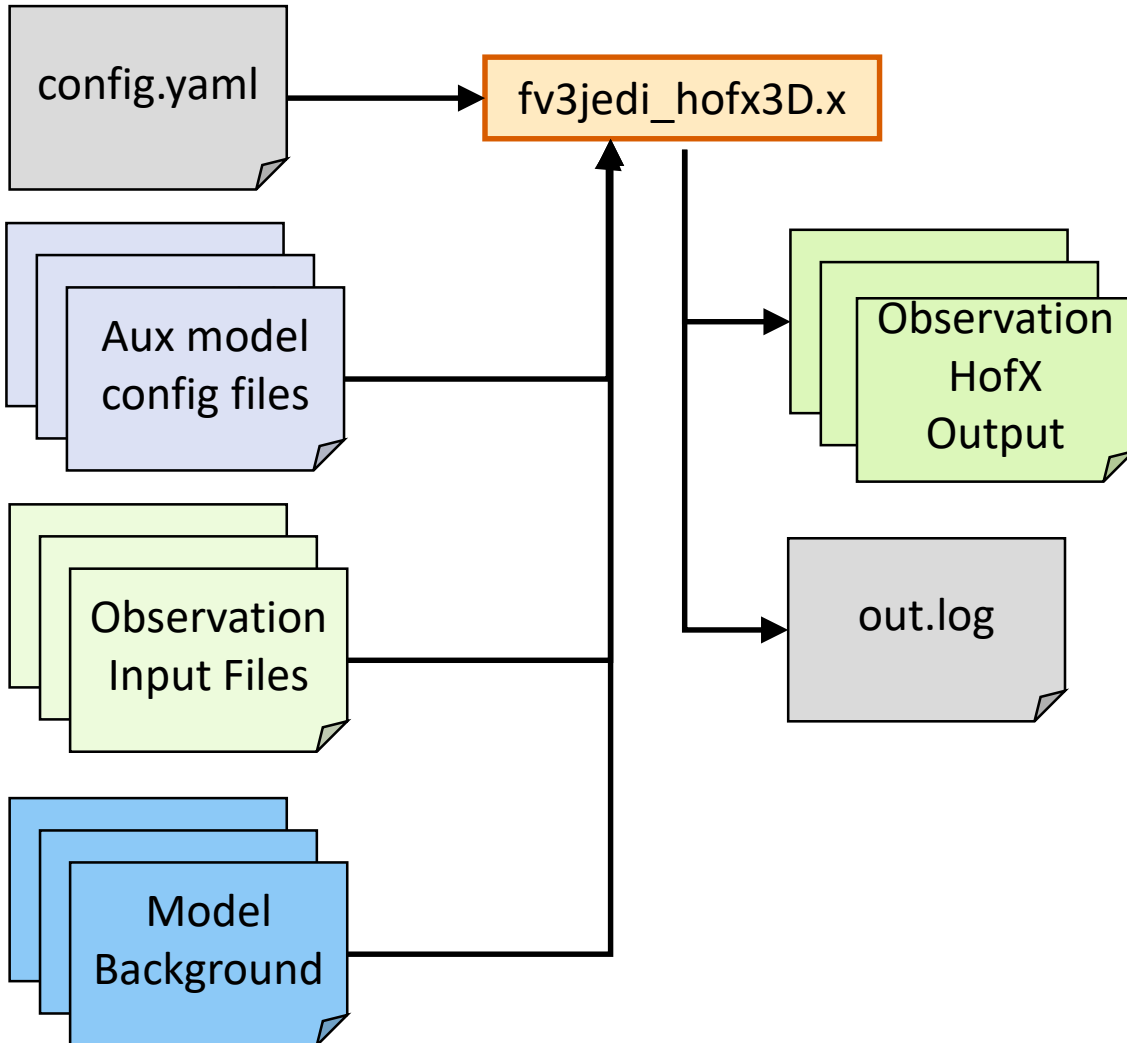 config.yaml
fv3jedi_hofx3D.x
Aux model
config files
Observation
HofX
Output
Observation
Input Files
out.log
Model
Background